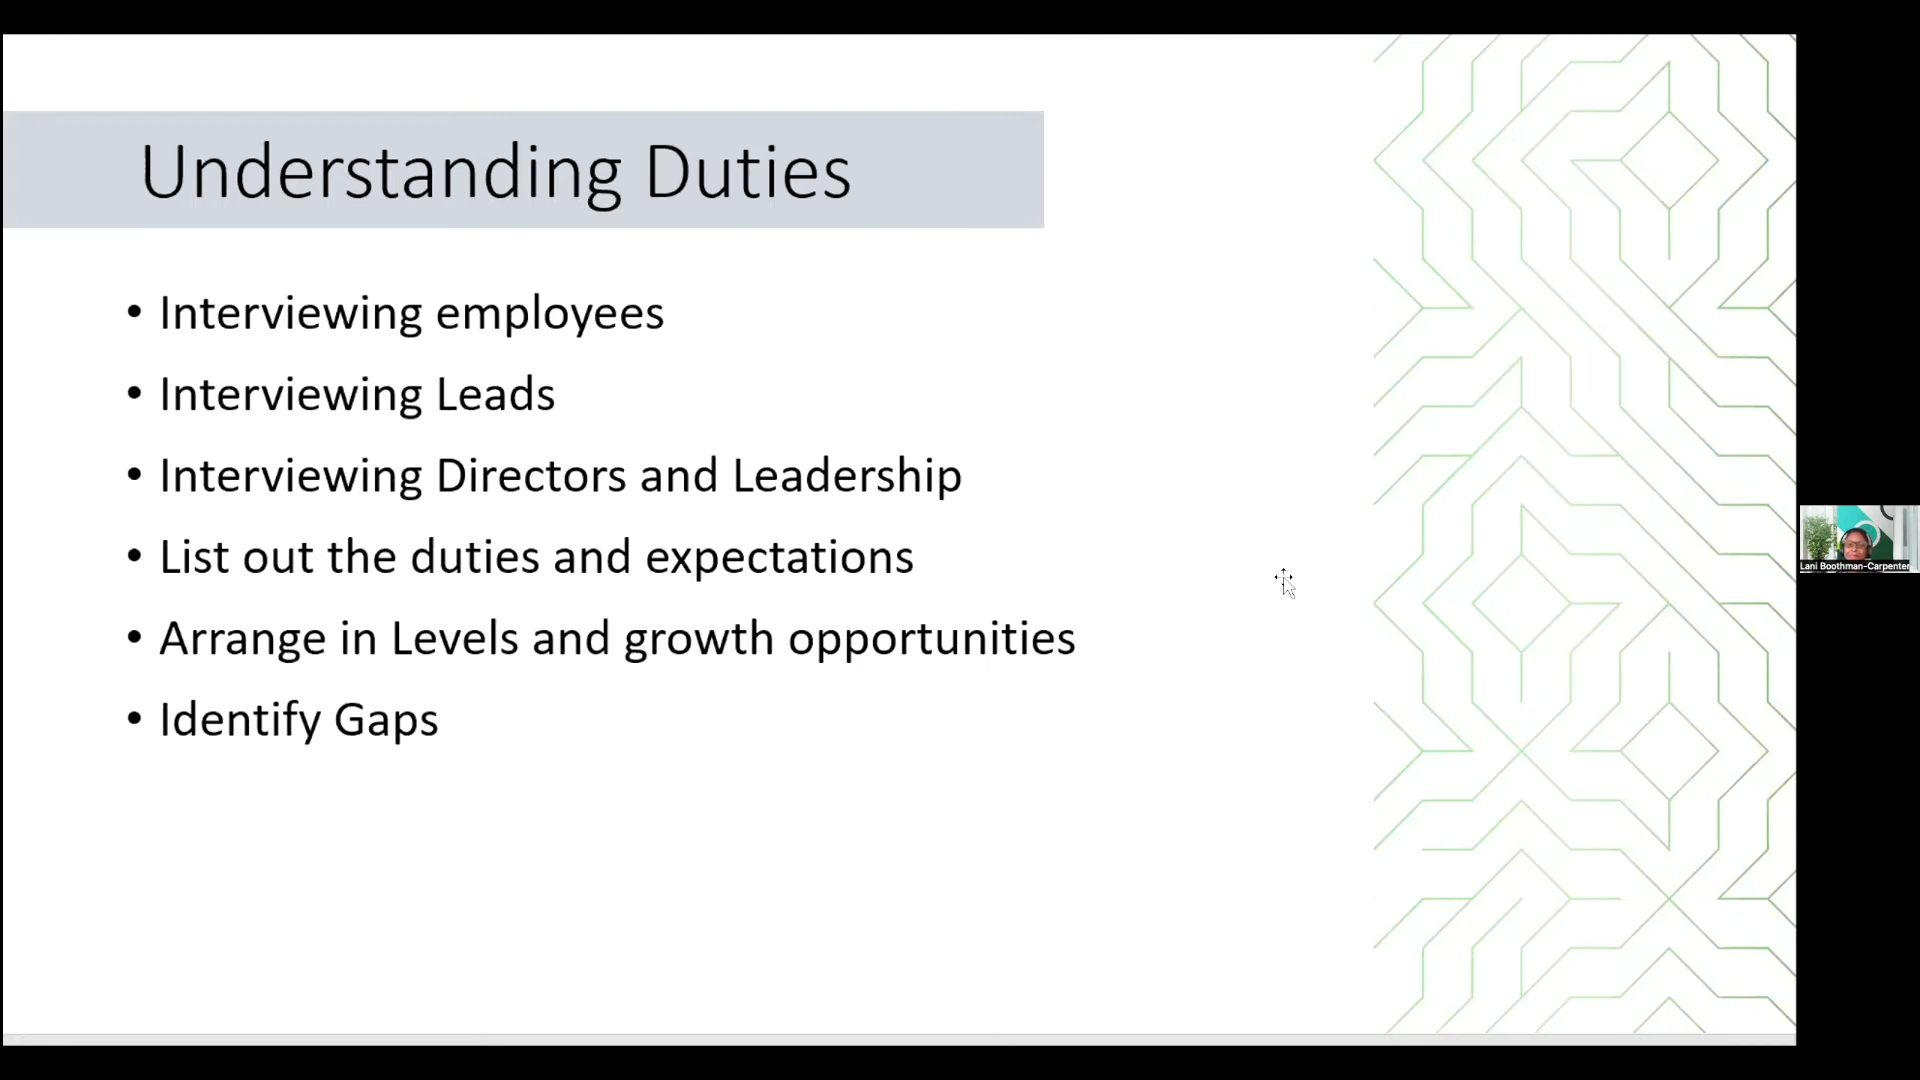 Understanding Duties
• Interviewing employees
• Interviewing Leads
• Interviewing Directors and Leadership
• List out the duties and expectations
• Arrange in Levels and growth opportunities
• Identify Gaps
Lani Boothman-Carpenter